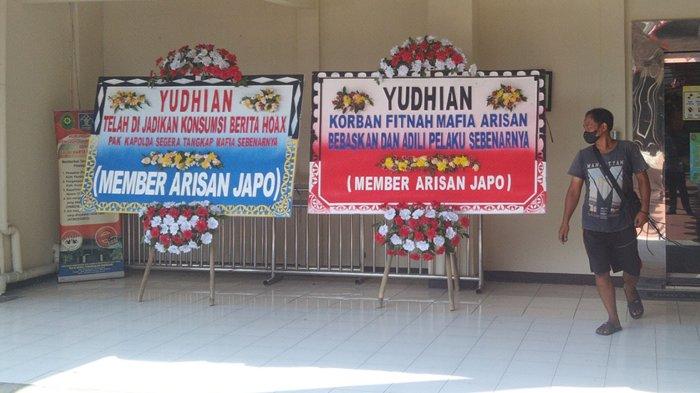 YUDHIAN
TELAH DI JADIKAN KONSUMSI BERITA HOAX
PAK KAPOLDA SEGERA TANGKAP MAFIA SEBENARNYA
(MEMBER ARISAN JAPO)
YUDHIAN
KORBAN FITNAH MAFIA ARISAN
BEBASKAN DAN ADILI PELAKU SEBENARNYA
(MEMBER ARISAN JAPO)